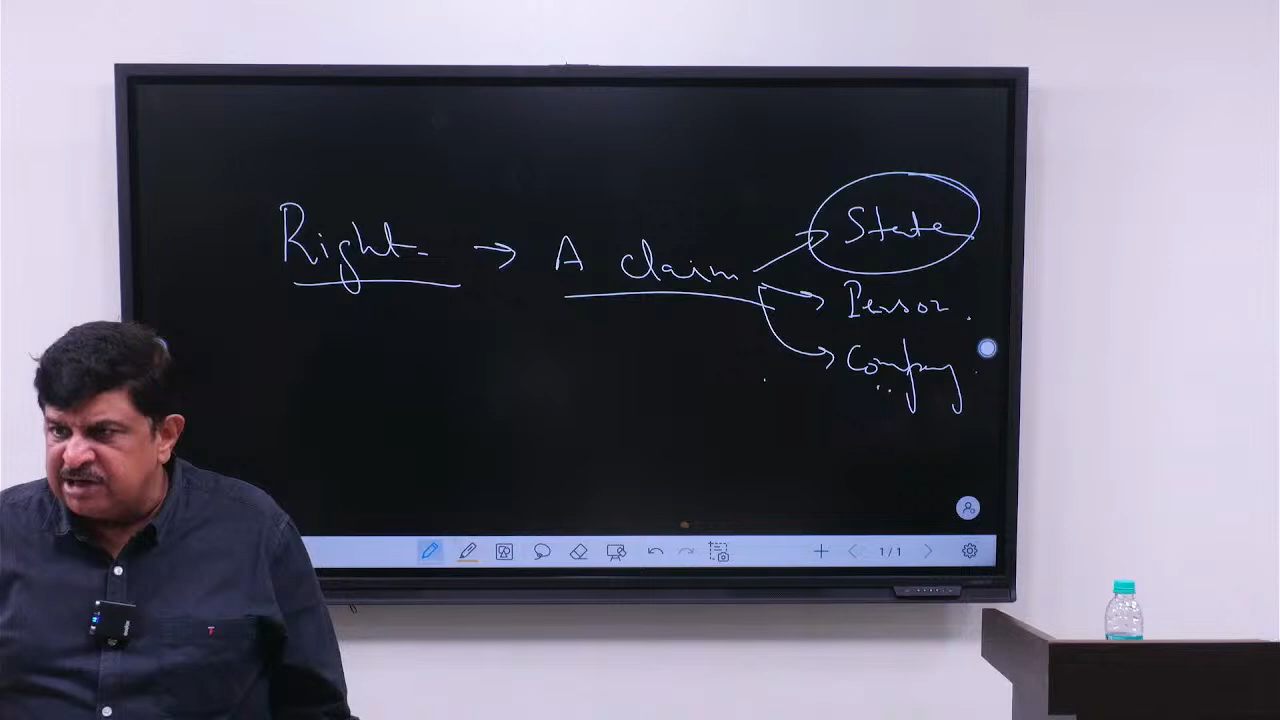 Right → A claim → State
→ Person.
→ Company
1/1